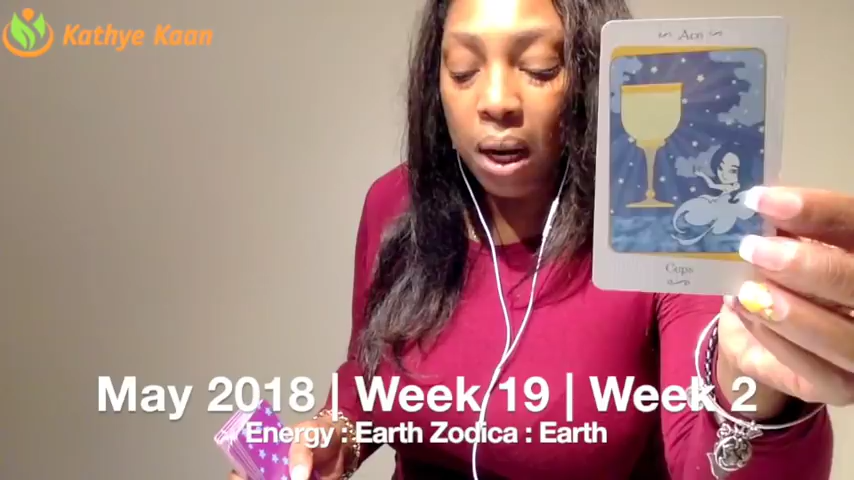 Kathye Kaan
Ace
Cups
May 2018 | Week 19 | Week 2
Energy : Earth Zodica : Earth